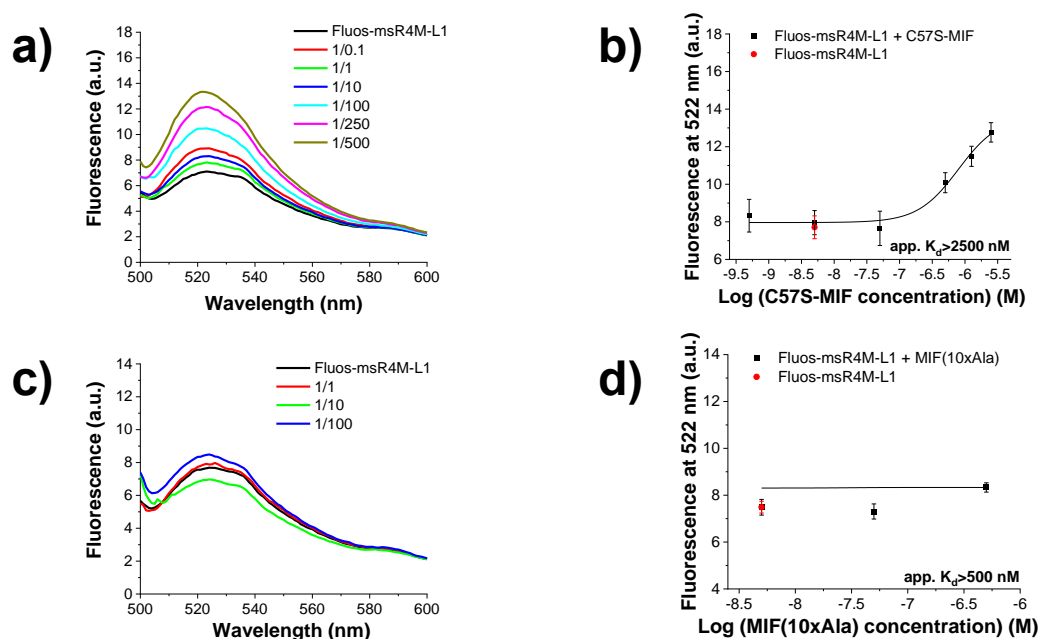 a)
Fluorescence (a.u.)
18
16
14
12
10
8
6
4
2
0
Fluos-msR4M-L1
1/0.1
1/1
1/10
1/100
1/250
1/500
500 520 540 560 580 600
Wavelength (nm)
b)
Fluorescence at 522 nm (a.u.)
18
16
14
12
10
8
6
4
Fluos-msR4M-L1 + C57S-MIF
Fluos-msR4M-L1
app. Kd>2500 nM
-9.5 -9 -8.5 -8 -7.5 -7 -6.5 -6 -5.5
Log (C57S-MIF concentration) (M)
c)
Fluorescence (a.u.)
14
12
10
8
6
4
2
0
Fluos-msR4M-L1
1/1
1/10
1/100
500 520 540 560 580 600
Wavelength (nm)
d)
Fluorescence at 522 nm (a.u.)
14
12
10
8
6
4
Fluos-msR4M-L1 + MIF(10xAla)
Fluos-msR4M-L1
app. Kd>500 nM
-8.5 -8 -7.5 -7 -6.5 -6
Log (MIF(10xAla) concentration) (M)